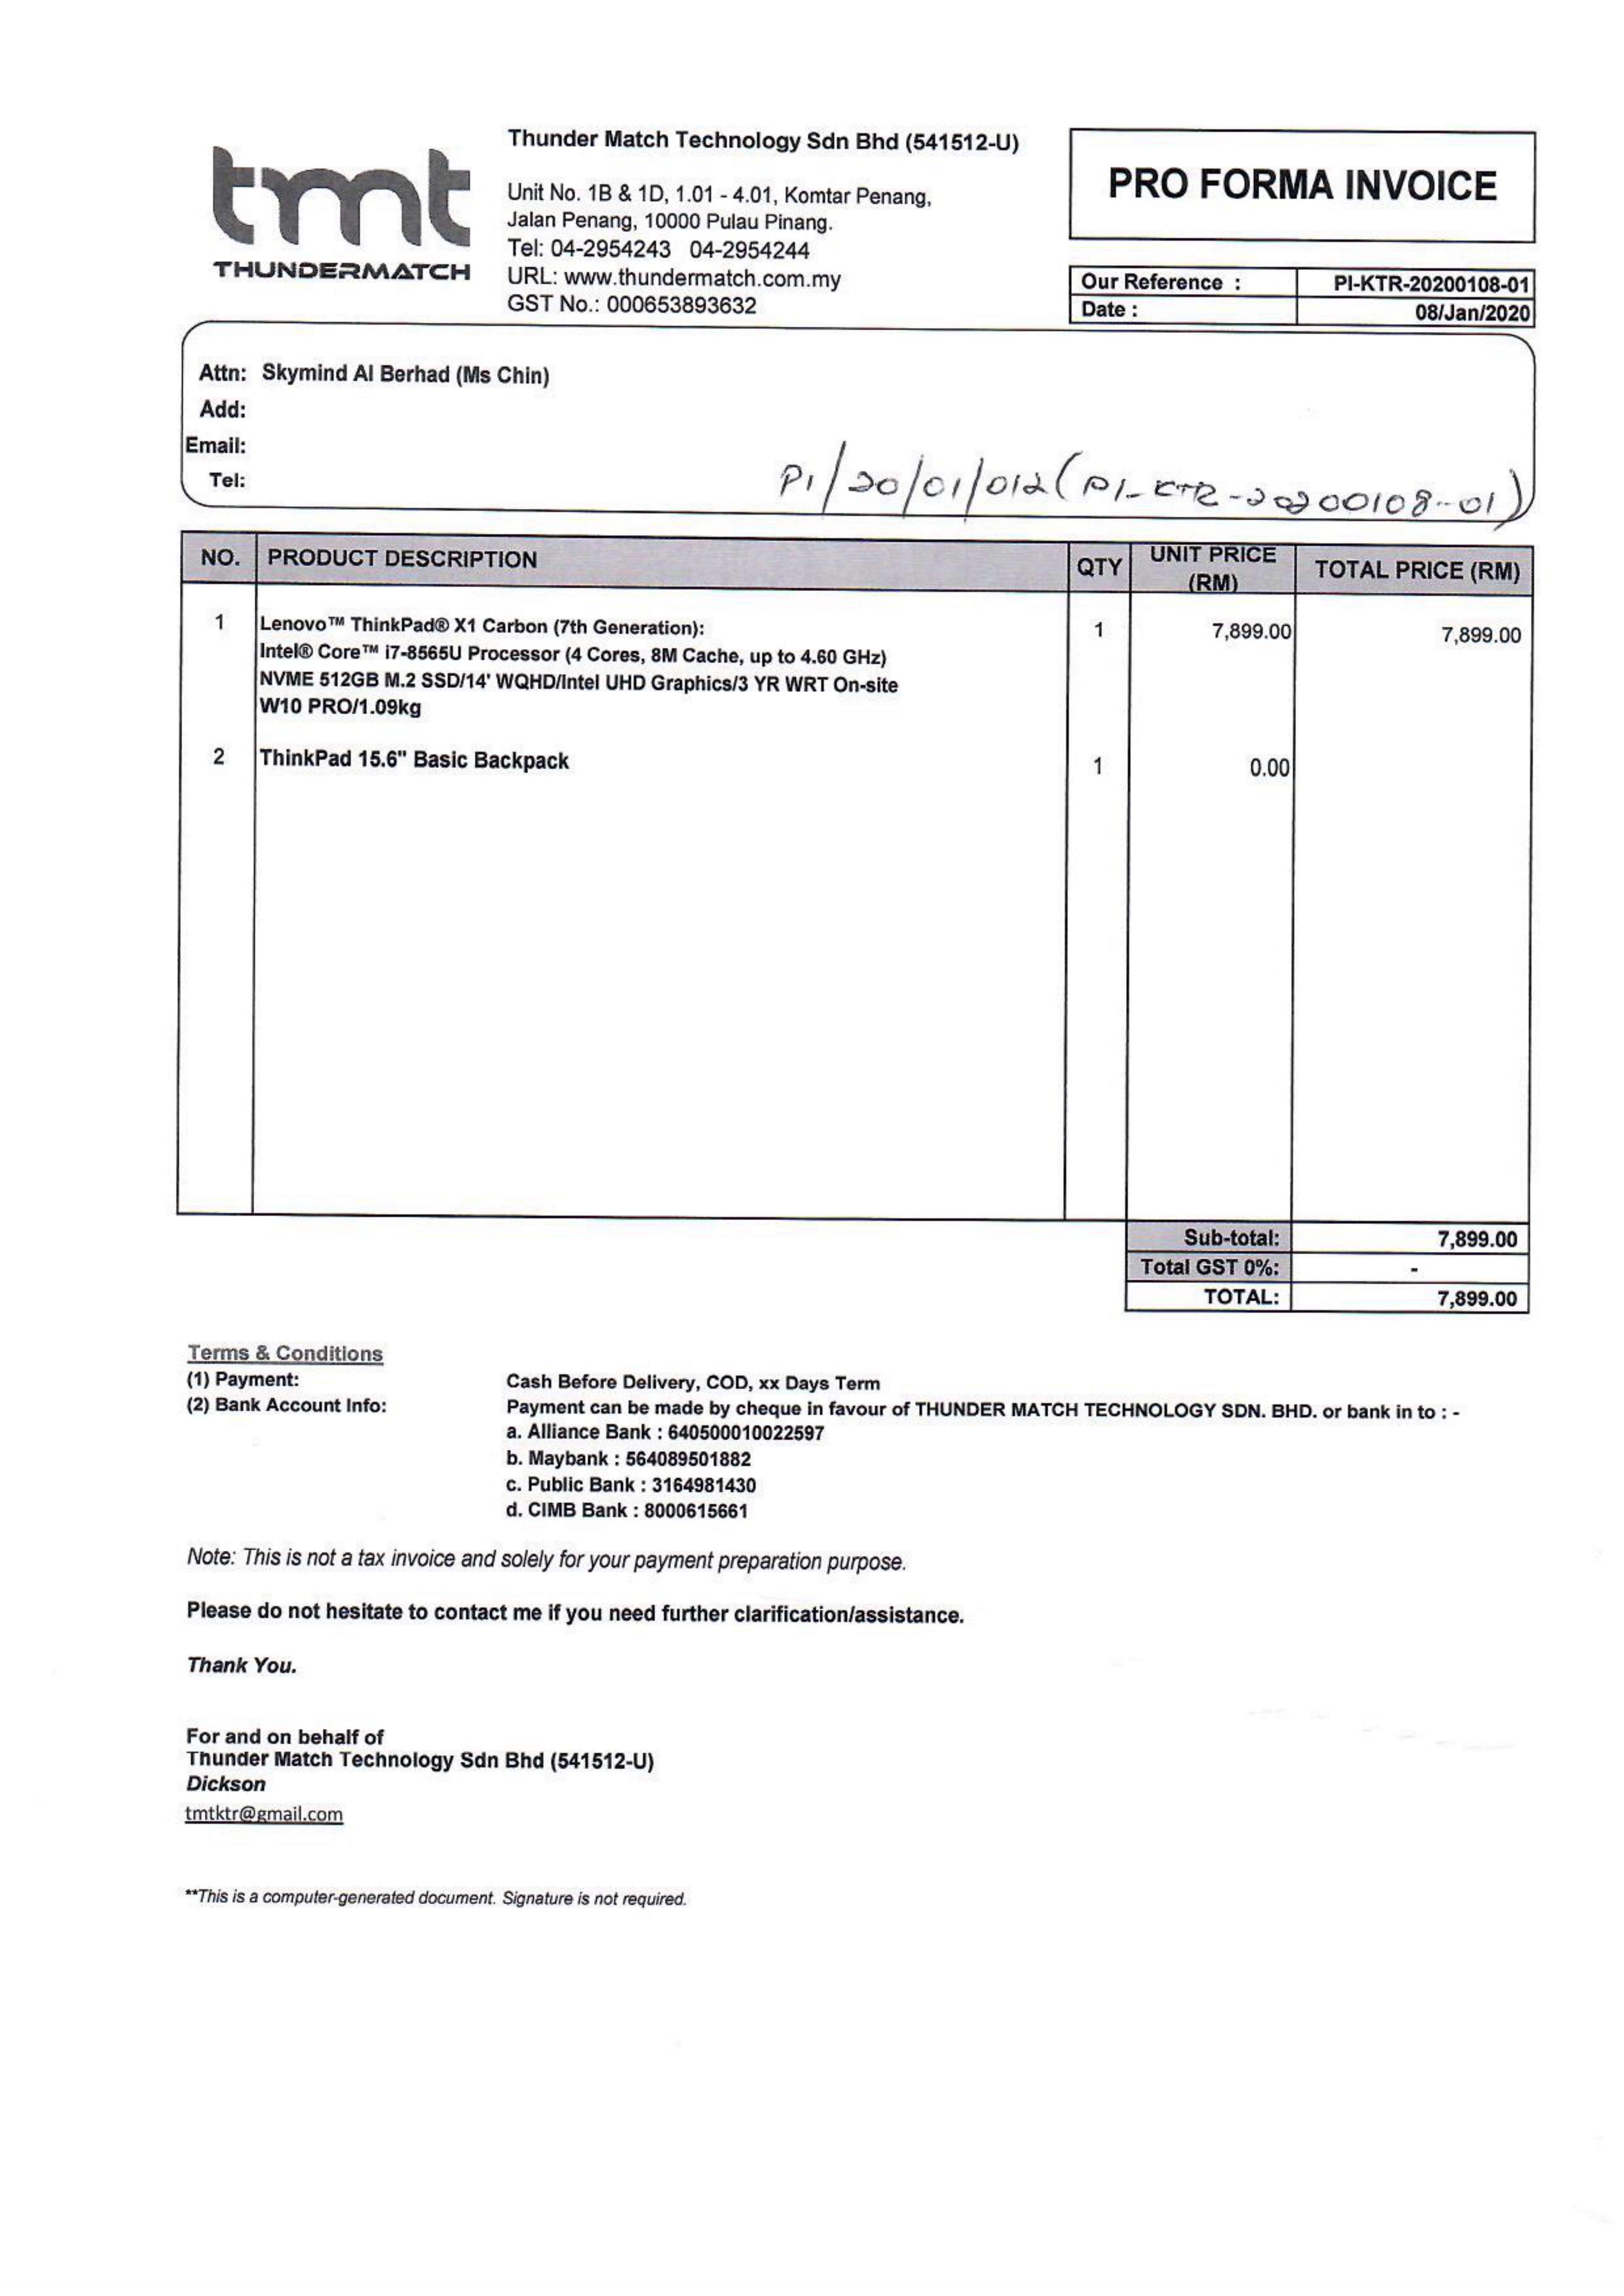 tmt
THUNDERMATCH
Thunder Match Technology Sdn Bhd (541512-U)
Unit No. 1B & 1D, 1.01 - 4.01, Komtar Penang,
Jalan Penang, 10000 Pulau Pinang.
Tel: 04-2954243 04-2954244
URL: www.thundermatch.com.my
GST No.: 000653893632
PRO FORMA INVOICE
Our Reference : PI-KTR-20200108-01
Date : 08/Jan/2020
Attn: Skymind AI Berhad (Ms Chin)
Add:
Email:
Tel:
PI/20/01/012(PI-KTR-20200108-01)
NO. PRODUCT DESCRIPTION QTY UNIT PRICE (RM) TOTAL PRICE (RM)
1 Lenovo™ ThinkPad® X1 Carbon (7th Generation): 1 7,899.00 7,899.00
Intel® Core™ i7-8565U Processor (4 Cores, 8M Cache, up to 4.60 GHz)
NVME 512GB M.2 SSD/14' WQHD/Intel UHD Graphics/3 YR WRT On-site
W10 PRO/1.09kg
2 ThinkPad 15.6" Basic Backpack 1 0.00
Sub-total: 7,899.00
Total GST 0%: -
TOTAL: 7,899.00
Terms & Conditions
(1) Payment: Cash Before Delivery, COD, xx Days Term
(2) Bank Account Info: Payment can be made by cheque in favour of THUNDER MATCH TECHNOLOGY SDN. BHD. or bank in to : -
a. Alliance Bank : 640500010022597
b. Maybank : 564089501882
c. Public Bank : 3164981430
d. CIMB Bank : 8000615661
Note: This is not a tax invoice and solely for your payment preparation purpose.
Please do not hesitate to contact me if you need further clarification/assistance.
Thank You.
For and on behalf of
Thunder Match Technology Sdn Bhd (541512-U)
Dickson
tmtktr@gmail.com
**This is a computer-generated document. Signature is not required.